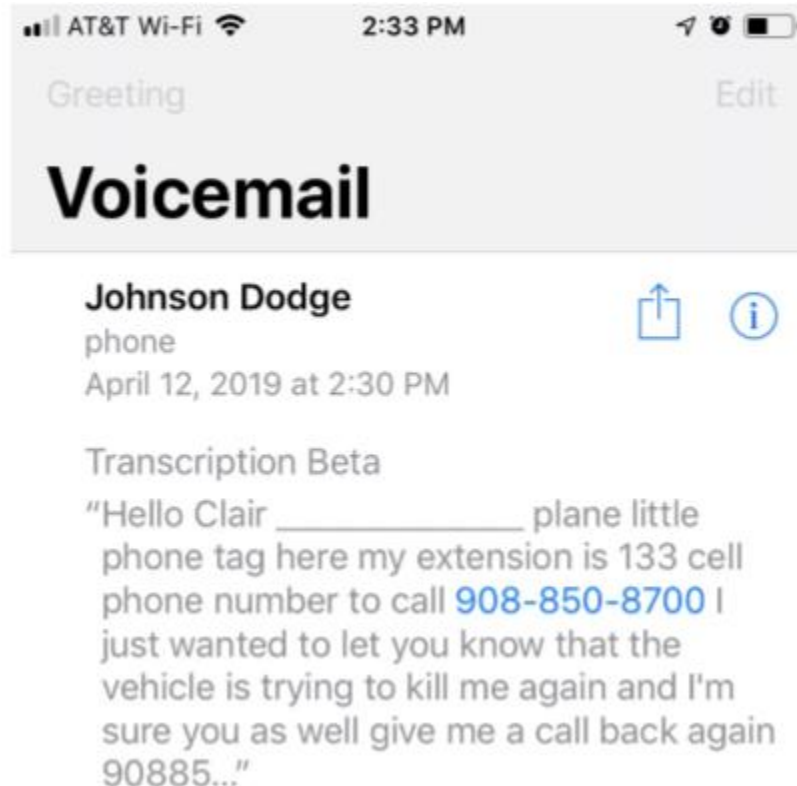 AT&T Wi-Fi 2:33 PM
Greeting Edit
Voicemail
Johnson Dodge
phone
April 12, 2019 at 2:30 PM
Transcription Beta
“Hello Clair _______________ plane little
phone tag here my extension is 133 cell
phone number to call 908-850-8700 I
just wanted to let you know that the
vehicle is trying to kill me again and I'm
sure you as well give me a call back again
90885...”